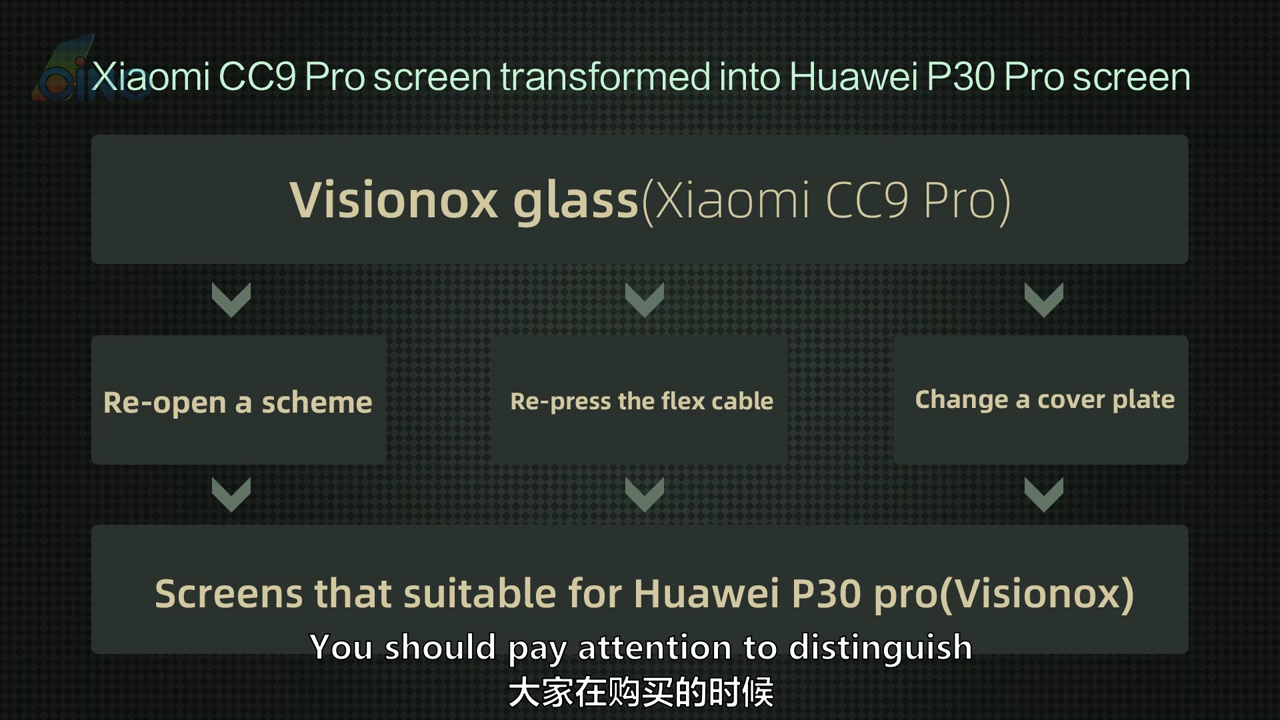 Xiaomi CC9 Pro screen transformed into Huawei P30 Pro screen
Visionox glass(Xiaomi CC9 Pro)
Re-open a scheme
Re-press the flex cable
Change a cover plate
Screens that suitable for Huawei P30 pro(Visionox)
You should pay attention to distinguish
大家在购买的时候